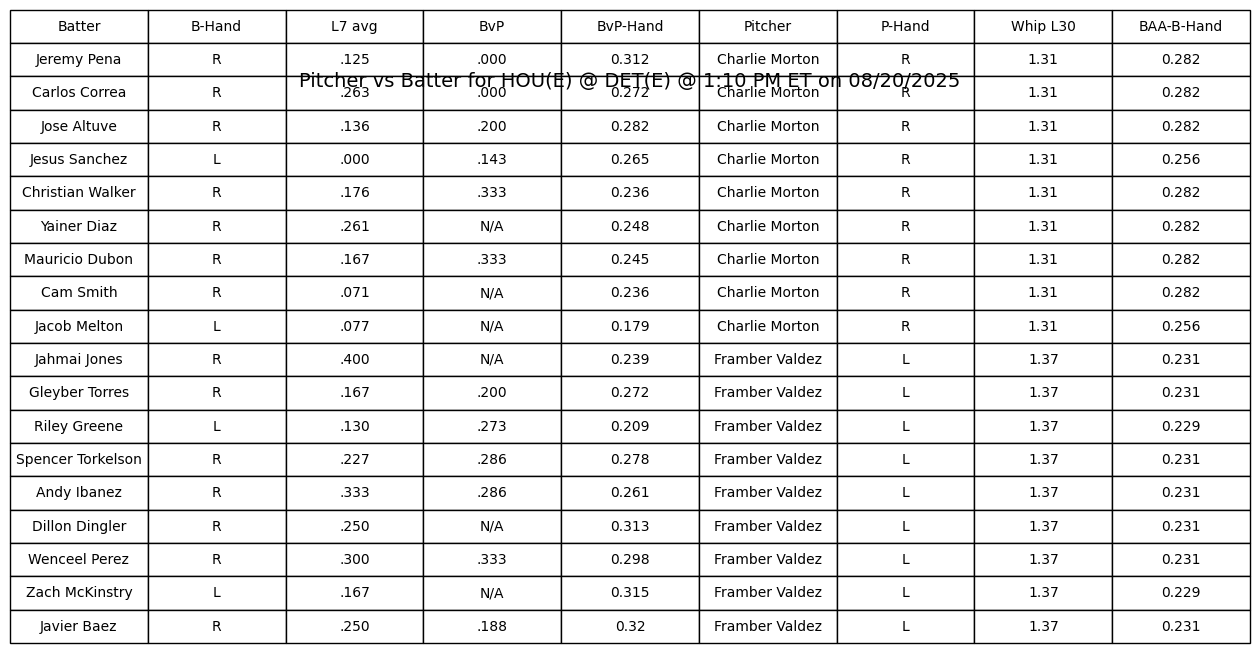 Batter B-Hand L7 avg BvP BvP-Hand Pitcher P-Hand Whip L30 BAA-B-Hand
Jeremy Pena R .125 .000 0.312 Charlie Morton R 1.31 0.282
Pitcher vs Batter for HOU(E) @ DET(E) @ 1:10 PM ET on 08/20/2025
Carlos Correa R .263 .000 0.272 Charlie Morton R 1.31 0.282
Jose Altuve R .136 .200 0.282 Charlie Morton R 1.31 0.282
Jesus Sanchez L .000 .143 0.265 Charlie Morton R 1.31 0.256
Christian Walker R .176 .333 0.236 Charlie Morton R 1.31 0.282
Yainer Diaz R .261 N/A 0.248 Charlie Morton R 1.31 0.282
Mauricio Dubon R .167 .333 0.245 Charlie Morton R 1.31 0.282
Cam Smith R .071 N/A 0.236 Charlie Morton R 1.31 0.282
Jacob Melton L .077 N/A 0.179 Charlie Morton R 1.31 0.256
Jahmai Jones R .400 N/A 0.239 Framber Valdez L 1.37 0.231
Gleyber Torres R .167 .200 0.272 Framber Valdez L 1.37 0.231
Riley Greene L .130 .273 0.209 Framber Valdez L 1.37 0.229
Spencer Torkelson R .227 .286 0.278 Framber Valdez L 1.37 0.231
Andy Ibanez R .333 .286 0.261 Framber Valdez L 1.37 0.231
Dillon Dingler R .250 N/A 0.313 Framber Valdez L 1.37 0.231
Wenceel Perez R .300 .333 0.298 Framber Valdez L 1.37 0.231
Zach McKinstry L .167 N/A 0.315 Framber Valdez L 1.37 0.229
Javier Baez R .250 .188 0.32 Framber Valdez L 1.37 0.231